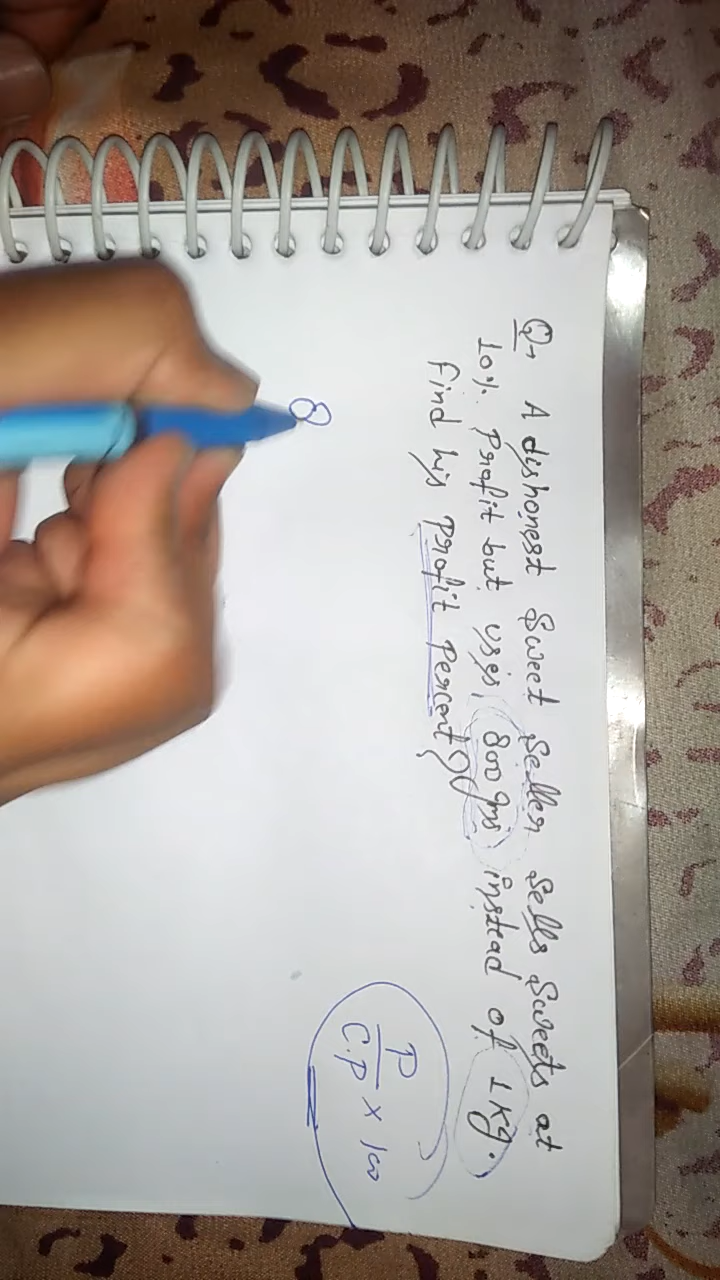 Q→ A dishonest Sweet Seller Sells Sweets at
10% Profit but uses 800 gms instead of 1 kg.
find his Profit Percent?
P
C.P × 100
8